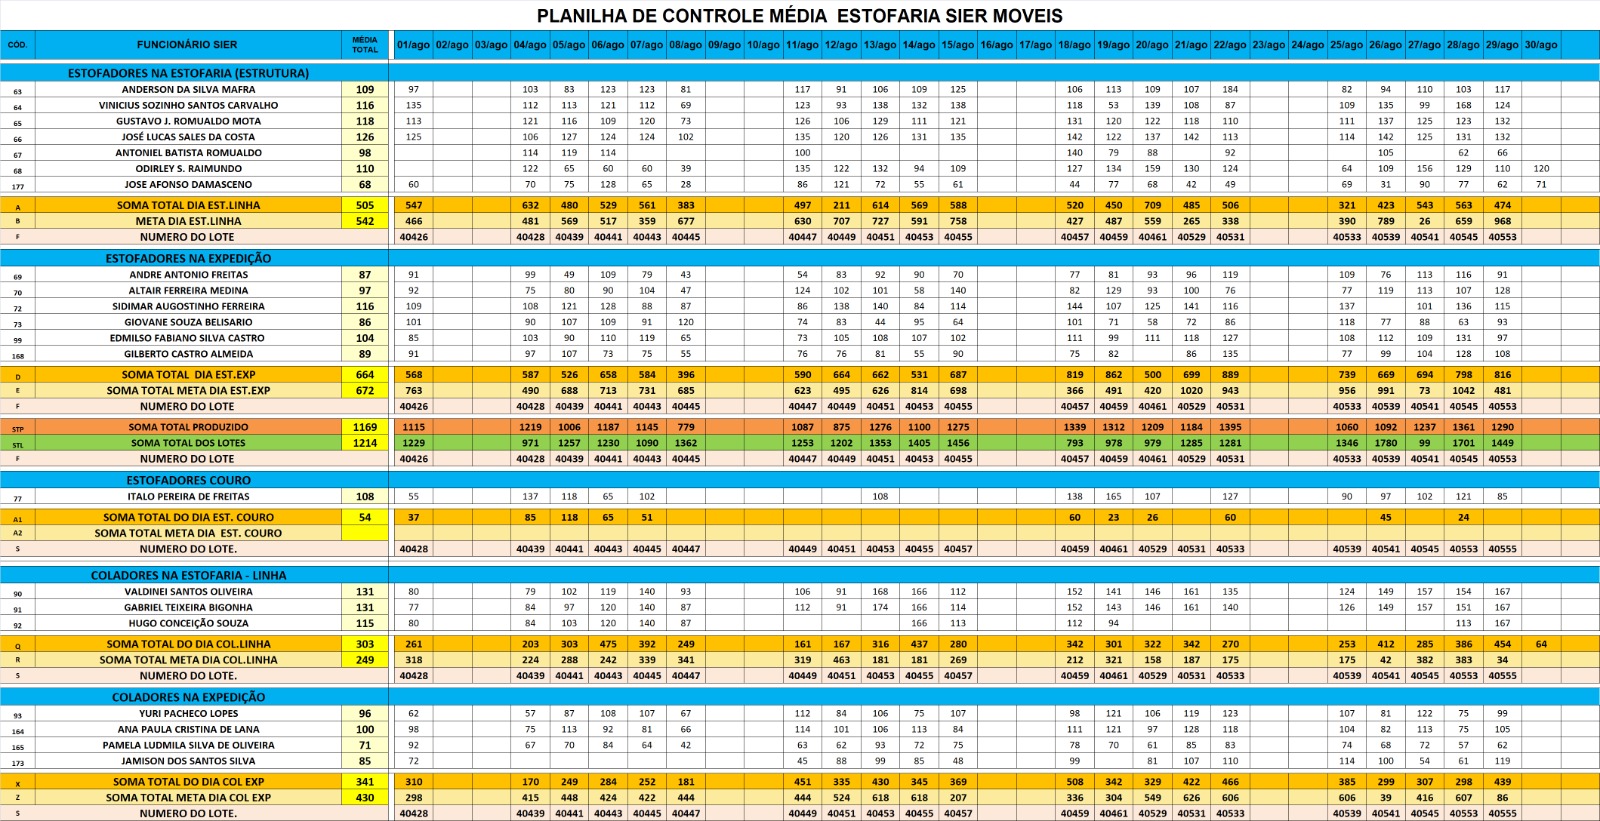 PLANILHA DE CONTROLE MÉDIA ESTOFARIA SIER MOVEIS
CÓD. FUNCIONÁRIO SIER MÉDIA TOTAL 01/ago 02/ago 03/ago 04/ago 05/ago 06/ago 07/ago 08/ago 09/ago 10/ago 11/ago 12/ago 13/ago 14/ago 15/ago 16/ago 17/ago 18/ago 19/ago 20/ago 21/ago 22/ago 23/ago 24/ago 25/ago 26/ago 27/ago 28/ago 29/ago 30/ago
ESTOFADORES NA ESTOFARIA (ESTRUTURA)
63 ANDERSON DA SILVA MAFRA 109 97 103 83 123 123 81 117 91 106 109 125 106 113 109 107 184 82 94 110 103 117
64 VINICIUS SOZINHO SANTOS CARVALHO 116 135 112 113 121 112 69 123 93 138 132 138 118 53 139 108 87 109 135 99 168 124
65 GUSTAVO J. ROMUALDO MOTA 118 113 121 116 109 120 73 126 106 129 111 121 131 120 122 118 110 111 137 125 123 132
66 JOSÉ LUCAS SALES DA COSTA 126 125 106 127 124 124 102 135 120 126 131 135 142 122 137 142 113 114 142 125 131 132
67 ANTONIEL BATISTA ROMUALDO 98 114 119 114 100 140 79 88 92 105 62 66
68 ODIRLEY S. RAIMUNDO 110 122 65 60 60 39 135 122 132 94 109 127 134 159 130 124 64 109 156 129 110 120
177 JOSE AFONSO DAMASCENO 68 60 70 75 128 65 28 86 121 72 55 61 44 77 68 42 49 69 31 90 77 62 71
A SOMA TOTAL DIA EST.LINHA 505 547 632 480 529 561 383 497 211 614 569 588 520 450 709 485 506 321 423 543 563 474
B META DIA EST.LINHA 542 466 481 569 517 359 677 630 707 727 591 758 427 487 559 265 338 390 789 26 659 968
F NUMERO DO LOTE 40426 40428 40439 40441 40443 40445 40447 40449 40451 40453 40455 40457 40459 40461 40529 40531 40533 40539 40541 40545 40553
ESTOFADORES NA EXPEDIÇÃO
69 ANDRE ANTONIO FREITAS 87 91 99 49 109 79 43 54 83 92 90 70 77 81 93 96 119 109 76 113 116 91
70 ALTAIR FERREIRA MEDINA 97 92 75 80 90 104 47 124 102 101 58 140 82 129 93 100 76 77 119 113 107 128
72 SIDIMAR AUGOSTINHO FERREIRA 116 109 108 121 128 88 87 86 138 140 84 114 144 107 125 141 116 137 101 136 115
73 GIOVANE SOUZA BELISARIO 86 101 90 107 109 91 120 74 83 44 95 64 101 71 58 72 86 118 77 88 63 93
99 EDMILSO FABIANO SILVA CASTRO 104 85 103 90 110 119 65 73 105 108 107 102 111 99 111 118 127 108 112 109 131 97
168 GILBERTO CASTRO ALMEIDA 89 91 97 107 73 75 55 76 76 81 55 90 75 82 86 135 77 99 104 128 108
D SOMA TOTAL DIA EST.EXP 664 568 587 526 658 584 396 590 664 662 531 687 819 862 500 699 889 739 669 694 798 816
E SOMA TOTAL META DIA EST.EXP 672 763 490 688 713 731 685 623 495 626 814 698 366 491 420 1020 943 956 991 73 1042 481
F NUMERO DO LOTE 40426 40428 40439 40441 40443 40445 40447 40449 40451 40453 40455 40457 40459 40461 40529 40531 40533 40539 40541 40545 40553
STP SOMA TOTAL PRODUZIDO 1169 1115 1219 1006 1187 1145 779 1087 875 1276 1100 1275 1339 1312 1209 1184 1395 1060 1092 1237 1361 1290
STL SOMA TOTAL DOS LOTES 1214 1229 971 1257 1230 1090 1362 1253 1202 1353 1405 1456 793 978 979 1285 1281 1346 1780 99 1701 1449
F NUMERO DO LOTE 40426 40428 40439 40441 40443 40445 40447 40449 40451 40453 40455 40457 40459 40461 40529 40531 40533 40539 40541 40545 40553
ESTOFADORES COURO
77 ITALO PEREIRA DE FREITAS 108 55 137 118 65 102 108 138 165 107 127 90 97 102 121 85
A1 SOMA TOTAL DO DIA EST. COURO 54 37 85 118 65 51 60 23 26 60 45 24
A2 SOMA TOTAL META DIA EST. COURO
S NUMERO DO LOTE. 40428 40439 40441 40443 40445 40447 40449 40451 40453 40455 40457 40459 40461 40529 40531 40533 40539 40541 40545 40553 40555
COLADORES NA ESTOFARIA - LINHA
90 VALDINEI SANTOS OLIVEIRA 131 80 79 102 119 140 93 106 91 168 166 112 152 141 146 161 135 124 149 157 154 167
91 GABRIEL TEIXEIRA BIGONHA 131 77 84 97 120 140 87 112 91 174 166 114 152 143 146 161 140 126 149 157 151 167
92 HUGO CONCEIÇÃO SOUZA 115 80 84 103 120 140 87 166 113 112 94 113 167
Q SOMA TOTAL DO DIA COL.LINHA 303 261 203 303 475 392 249 161 167 316 437 280 342 301 322 342 270 253 412 285 386 454 64
R SOMA TOTAL META DIA COL.LINHA 249 318 224 288 242 339 341 319 463 181 181 269 212 321 158 187 175 175 42 382 383 34
S NUMERO DO LOTE. 40428 40439 40441 40443 40445 40447 40449 40451 40453 40455 40457 40459 40461 40529 40531 40533 40539 40541 40545 40553 40555
COLADORES NA EXPEDIÇÃO
93 YURI PACHECO LOPES 96 62 57 87 108 107 67 112 84 106 75 107 98 121 106 119 123 107 81 122 75 99
164 ANA PAULA CRISTINA DE LANA 100 98 75 113 92 81 66 114 101 106 113 84 111 121 97 128 118 104 82 113 75 105
165 PAMELA LUDMILA SILVA DE OLIVEIRA 71 92 67 70 84 64 42 63 62 93 72 75 78 70 61 85 83 74 68 72 57 62
173 JAMISON DOS SANTOS SILVA 85 72 45 88 99 85 48 99 81 107 110 114 100 54 61 119
X SOMA TOTAL DO DIA COL EXP 341 310 170 249 284 252 181 451 335 430 345 369 508 342 329 422 466 385 299 307 298 439
Z SOMA TOTAL META DIA COL EXP 430 298 415 448 424 422 444 444 524 618 618 207 336 304 549 626 606 606 39 416 607 86
S NUMERO DO LOTE. 40428 40439 40441 40443 40445 40447 40449 40451 40453 40455 40457 40459 40461 40529 40531 40533 40539 40541 40545 40553 40555